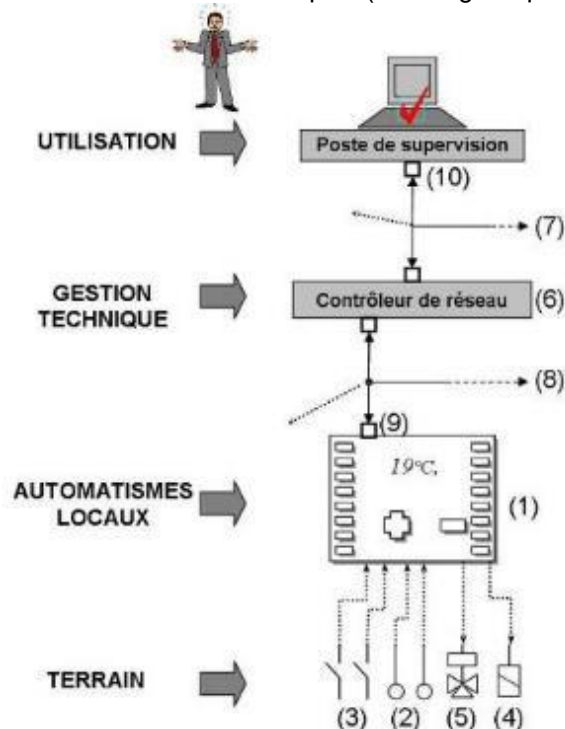 UTILISATION
Poste de supervision
(10)
(7)
GESTION
TECHNIQUE
Contrôleur de réseau
(6)
(8)
(9)
19°C,
AUTOMATISMES
LOCAUX
(1)
TERRAIN
(3) (2) (5) (4)